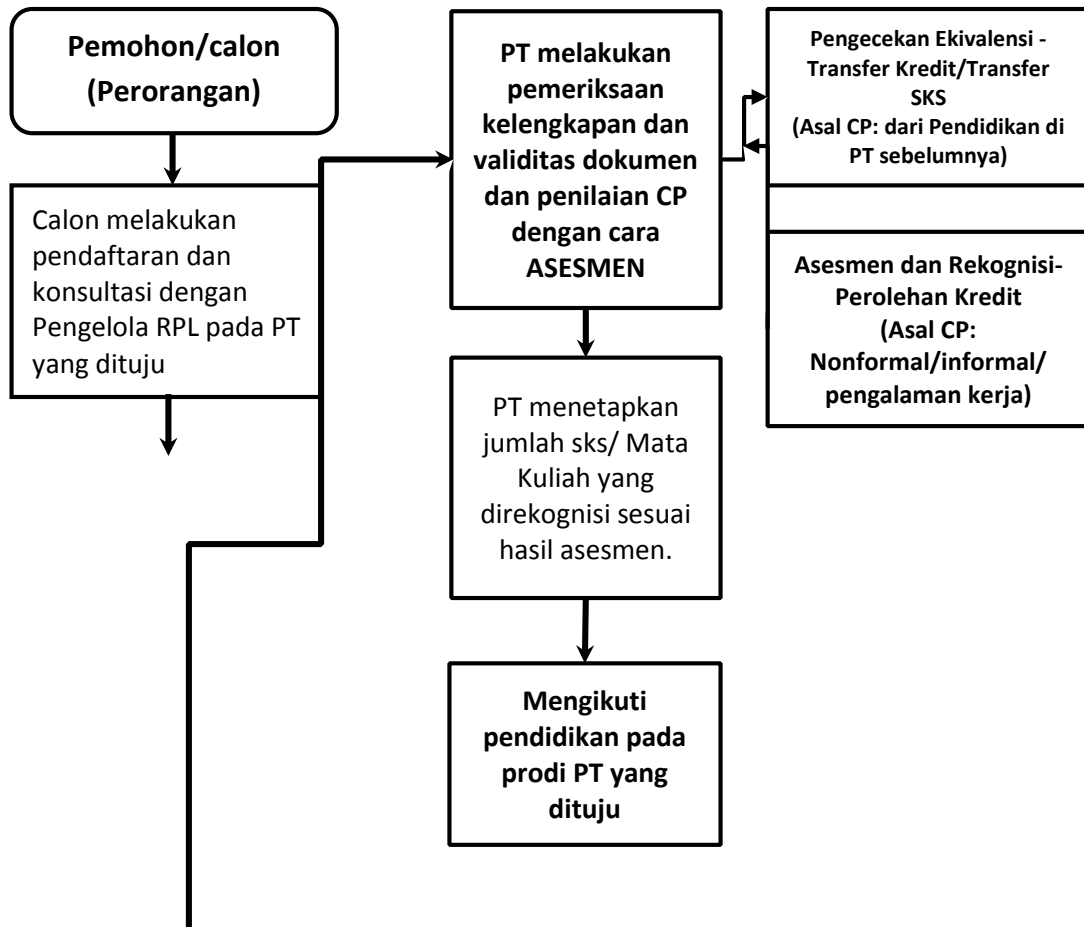 Pemohon/calon
(Perorangan)
Calon melakukan
pendaftaran dan
konsultasi dengan
Pengelola RPL pada PT
yang dituju
PT melakukan
pemeriksaan
kelengkapan dan
validitas dokumen
dan penilaian CP
dengan cara
ASESMEN
PT menetapkan
jumlah sks/ Mata
Kuliah yang
direkognisi sesuai
hasil asesmen.
Mengikuti
pendidikan pada
prodi PT yang
dituju
Pengecekan Ekivalensi -
Transfer Kredit/Transfer
SKS
(Asal CP: dari Pendidikan di
PT sebelumnya)
Asesmen dan Rekognisi-
Perolehan Kredit
(Asal CP:
Nonformal/informal/
pengalaman kerja)